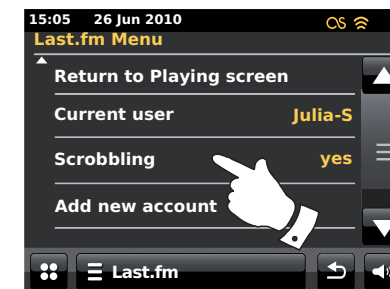 15:05 26 Jun 2010
Last.fm Menu
Return to Playing screen
Current user Julia-S
Scrobbling yes
Add new account
Last.fm